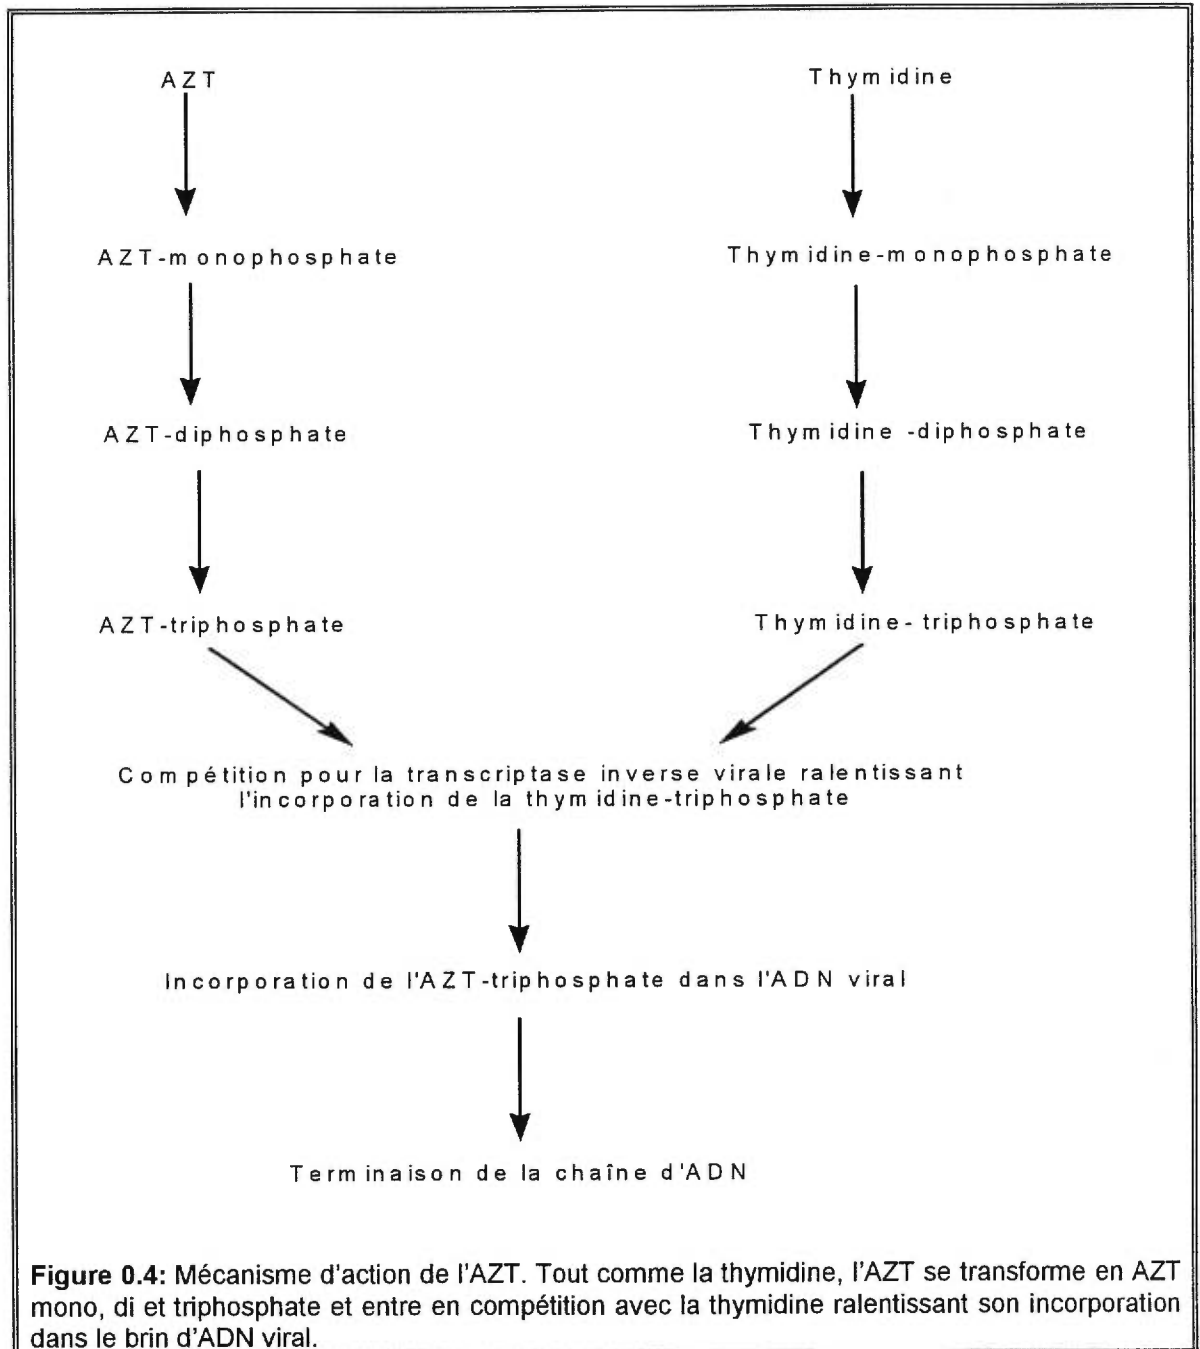 AZT Thymidine
AZT-monophosphate Thymidine-monophosphate
AZT-diphosphate Thymidine -diphosphate
AZT-triphosphate Thymidine- triphosphate
Compétition pour la transcriptase inverse virale ralentissant
l'incorporation de la thymidine-triphosphate
Incorporation de l'AZT-triphosphate dans l'ADN viral
Terminaison de la chaîne d'ADN
Figure 0.4: Mécanisme d'action de l'AZT. Tout comme la thymidine, l'AZT se transforme en AZT
mono, di et triphosphate et entre en compétition avec la thymidine ralentissant son incorporation
dans le brin d'ADN viral.